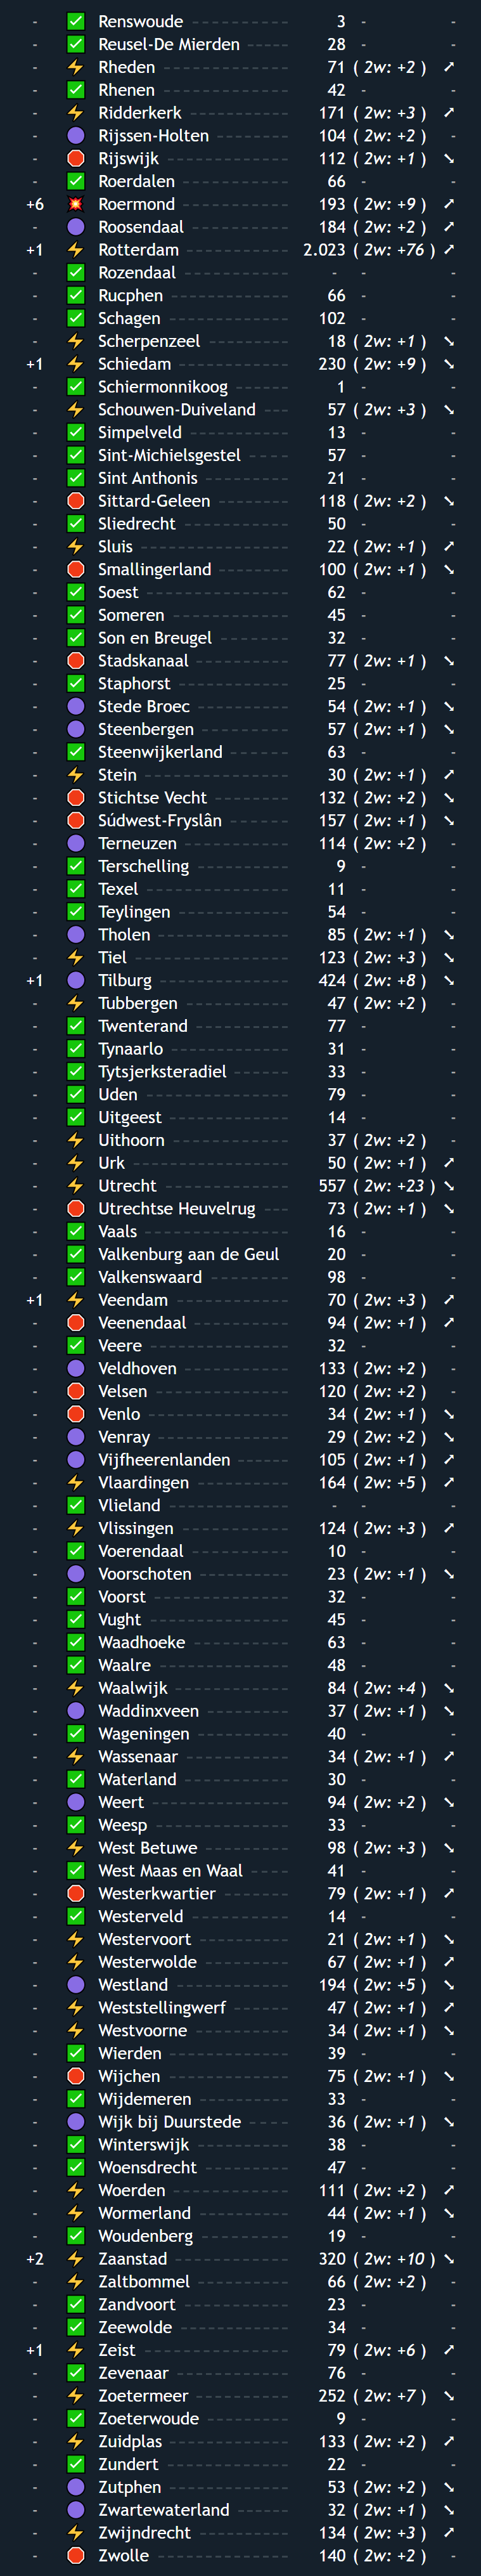 - ✅ Renswoude ------ 3 - -
- ✅ Reusel-De Mierden ------ 28 - -
- ⚡ Rheden ------ 71 ( 2w: +2 ) ↗
- ✅ Rhenen ------ 42 - -
- ⚡ Ridderkerk ------ 171 ( 2w: +3 ) ↗
- 🟣 Rijssen-Holten ------ 104 ( 2w: +2 ) -
- 🛑 Rijswijk ------ 112 ( 2w: +1 ) ↘
- ✅ Roerdalen ------ 66 - -
+6 💥 Roermond ------ 193 ( 2w: +9 ) ↗
- 🟣 Roosendaal ------ 184 ( 2w: +2 ) ↗
+1 ⚡ Rotterdam ------ 2.023 ( 2w: +76 ) ↗
- ✅ Rozendaal ------ - - -
- ✅ Rucphen ------ 66 - -
- ✅ Schagen ------ 102 - -
- ⚡ Scherpenzeel ------ 18 ( 2w: +1 ) ↘
+1 ⚡ Schiedam ------ 230 ( 2w: +9 ) ↘
- ✅ Schiermonnikoog ------ 1 - -
- ⚡ Schouwen-Duiveland ---- 57 ( 2w: +3 ) ↘
- ✅ Simpelveld ------ 13 - -
- ✅ Sint-Michielsgestel ------ 57 - -
- ✅ Sint Anthonis ------ 21 - -
- 🛑 Sittard-Geleen ------ 118 ( 2w: +2 ) ↘
- ✅ Sliedrecht ------ 50 - -
- ⚡ Sluis ------ 22 ( 2w: +1 ) ↗
- 🛑 Smallingerland ------ 100 ( 2w: +1 ) ↘
- ✅ Soest ------ 62 - -
- ✅ Someren ------ 45 - -
- ✅ Son en Breugel ------ 32 - -
- 🛑 Stadskanaal ------ 77 ( 2w: +1 ) ↘
- ✅ Staphorst ------ 25 - -
- 🟣 Stede Broec ------ 54 ( 2w: +1 ) ↘
- 🟣 Steenbergen ------ 57 ( 2w: +1 ) ↘
- ✅ Steenwijkerland ------ 63 - -
- ⚡ Stein ------ 30 ( 2w: +1 ) ↗
- 🛑 Stichtse Vecht ------ 132 ( 2w: +2 ) ↘
- 🛑 Súdwest-Fryslân ------ 157 ( 2w: +1 ) ↘
- 🟣 Terneuzen ------ 114 ( 2w: +2 ) -
- ✅ Terschelling ------ 9 - -
- ✅ Texel ------ 11 - -
- ✅ Teylingen ------ 54 - -
- 🟣 Tholen ------ 85 ( 2w: +1 ) ↘
- ⚡ Tiel ------ 123 ( 2w: +3 ) ↘
+1 🟣 Tilburg ------ 424 ( 2w: +8 ) ↘
- ⚡ Tubbergen ------ 47 ( 2w: +2 ) -
- ✅ Twenterand ------ 77 - -
- ✅ Tynaarlo ------ 31 - -
- ✅ Tytsjerksteradiel ------ 33 - -
- ✅ Uden ------ 79 - -
- ✅ Uitgeest ------ 14 - -
- ⚡ Uithoorn ------ 37 ( 2w: +2 ) -
- ⚡ Urk ------ 50 ( 2w: +1 ) ↗
- ⚡ Utrecht ------ 557 ( 2w: +23 ) ↘
- 🛑 Utrechtse Heuvelrug ---- 73 ( 2w: +1 ) ↘
- ✅ Vaals ------ 16 - -
- ✅ Valkenburg aan de Geul 20 - -
- ✅ Valkenswaard ------ 98 - -
+1 ⚡ Veendam ------ 70 ( 2w: +3 ) ↗
- 🛑 Veenendaal ------ 94 ( 2w: +1 ) ↗
- ✅ Veere ------ 32 - -
- 🟣 Veldhoven ------ 133 ( 2w: +2 ) -
- 🛑 Velsen ------ 120 ( 2w: +2 ) -
- 🛑 Venlo ------ 34 ( 2w: +1 ) ↘
- 🟣 Venray ------ 29 ( 2w: +2 ) ↘
- 🟣 Vijfheerenlanden ------ 105 ( 2w: +1 ) ↗
- ⚡ Vlaardingen ------ 164 ( 2w: +5 ) ↗
- ✅ Vlieland ------ - - -
- ⚡ Vlissingen ------ 124 ( 2w: +3 ) ↗
- ✅ Voerendaal ------ 10 - -
- 🟣 Voorschoten ------ 23 ( 2w: +1 ) ↘
- ✅ Voorst ------ 32 - -
- ✅ Vught ------ 45 - -
- ✅ Waadhoeke ------ 63 - -
- ✅ Waalre ------ 48 - -
- ⚡ Waalwijk ------ 84 ( 2w: +4 ) ↘
- 🟣 Waddinxveen ------ 37 ( 2w: +1 ) ↘
- ✅ Wageningen ------ 40 - -
- ⚡ Wassenaar ------ 34 ( 2w: +1 ) ↗
- ✅ Waterland ------ 30 - -
- 🟣 Weert ------ 94 ( 2w: +2 ) ↘
- ✅ Weesp ------ 33 - -
- ⚡ West Betuwe ------ 98 ( 2w: +3 ) ↘
- ✅ West Maas en Waal ------ 41 - -
- 🛑 Westerkwartier ------ 79 ( 2w: +1 ) ↗
- ✅ Westerveld ------ 14 - -
- ⚡ Westervoort ------ 21 ( 2w: +1 ) ↘
- ⚡ Westerwolde ------ 67 ( 2w: +1 ) ↗
- 🟣 Westland ------ 194 ( 2w: +5 ) ↘
- ⚡ Weststellingwerf ------ 47 ( 2w: +1 ) ↗
- ⚡ Westvoorne ------ 34 ( 2w: +1 ) ↘
- ✅ Wierden ------ 39 - -
- 🛑 Wijchen ------ 75 ( 2w: +1 ) ↘
- ✅ Wijdemeren ------ 33 - -
- 🟣 Wijk bij Duurstede ---- 36 ( 2w: +1 ) ↘
- ✅ Winterswijk ------ 38 - -
- ✅ Woensdrecht ------ 47 - -
- ⚡ Woerden ------ 111 ( 2w: +2 ) ↗
- ⚡ Wormerland ------ 44 ( 2w: +1 ) ↘
- ✅ Woudenberg ------ 19 - -
+2 ⚡ Zaanstad ------ 320 ( 2w: +10 ) ↘
- ⚡ Zaltbommel ------ 66 ( 2w: +2 ) -
- ✅ Zandvoort ------ 23 - -
- ✅ Zeewolde ------ 34 - -
+1 ⚡ Zeist ------ 79 ( 2w: +6 ) ↗
- ✅ Zevenaar ------ 76 - -
- ⚡ Zoetermeer ------ 252 ( 2w: +7 ) ↘
- ✅ Zoeterwoude ------ 9 - -
- ⚡ Zuidplas ------ 133 ( 2w: +2 ) ↗
- ✅ Zundert ------ 22 - -
- 🟣 Zutphen ------ 53 ( 2w: +2 ) ↘
- 🟣 Zwartewaterland ------ 32 ( 2w: +1 ) ↘
- ⚡ Zwijndrecht ------ 134 ( 2w: +3 ) ↗
- 🛑 Zwolle ------ 140 ( 2w: +2 ) -